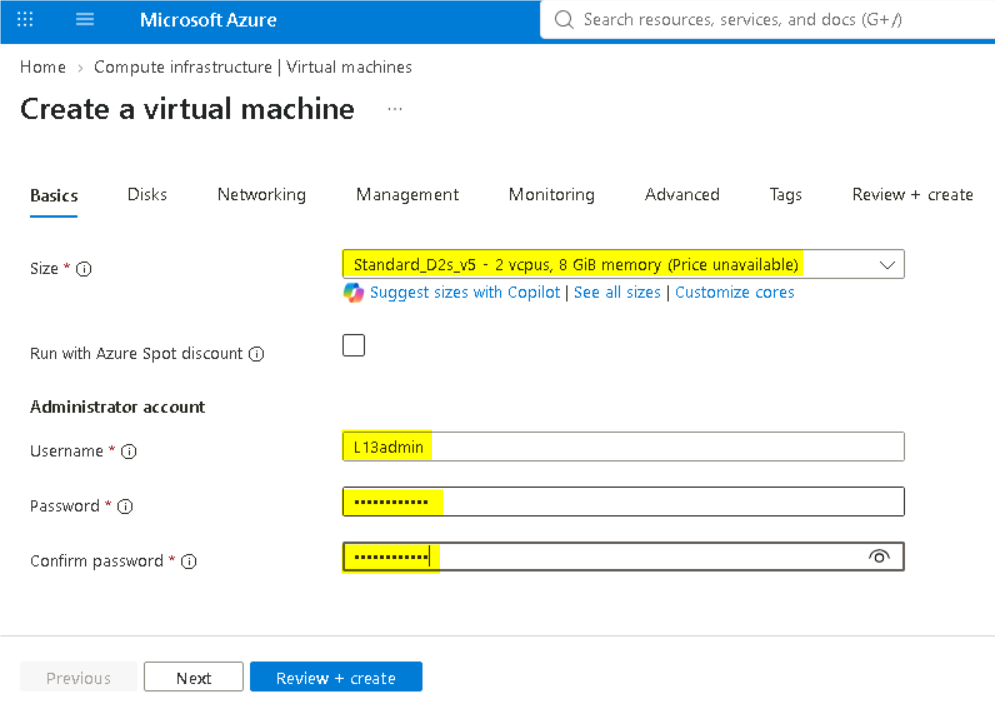 Microsoft Azure
Search resources, services, and docs (G+/)
Home > Compute infrastructure | Virtual machines
Create a virtual machine ...
Basics Disks Networking Management Monitoring Advanced Tags Review + create
Size * Standard_D2s_v5 - 2 vcpus, 8 GiB memory (Price unavailable)
Suggest sizes with Copilot | See all sizes | Customize cores
Run with Azure Spot discount
Administrator account
Username * L13admin
Password * ••••••••••••
Confirm password * ••••••••••••
Previous Next Review + create